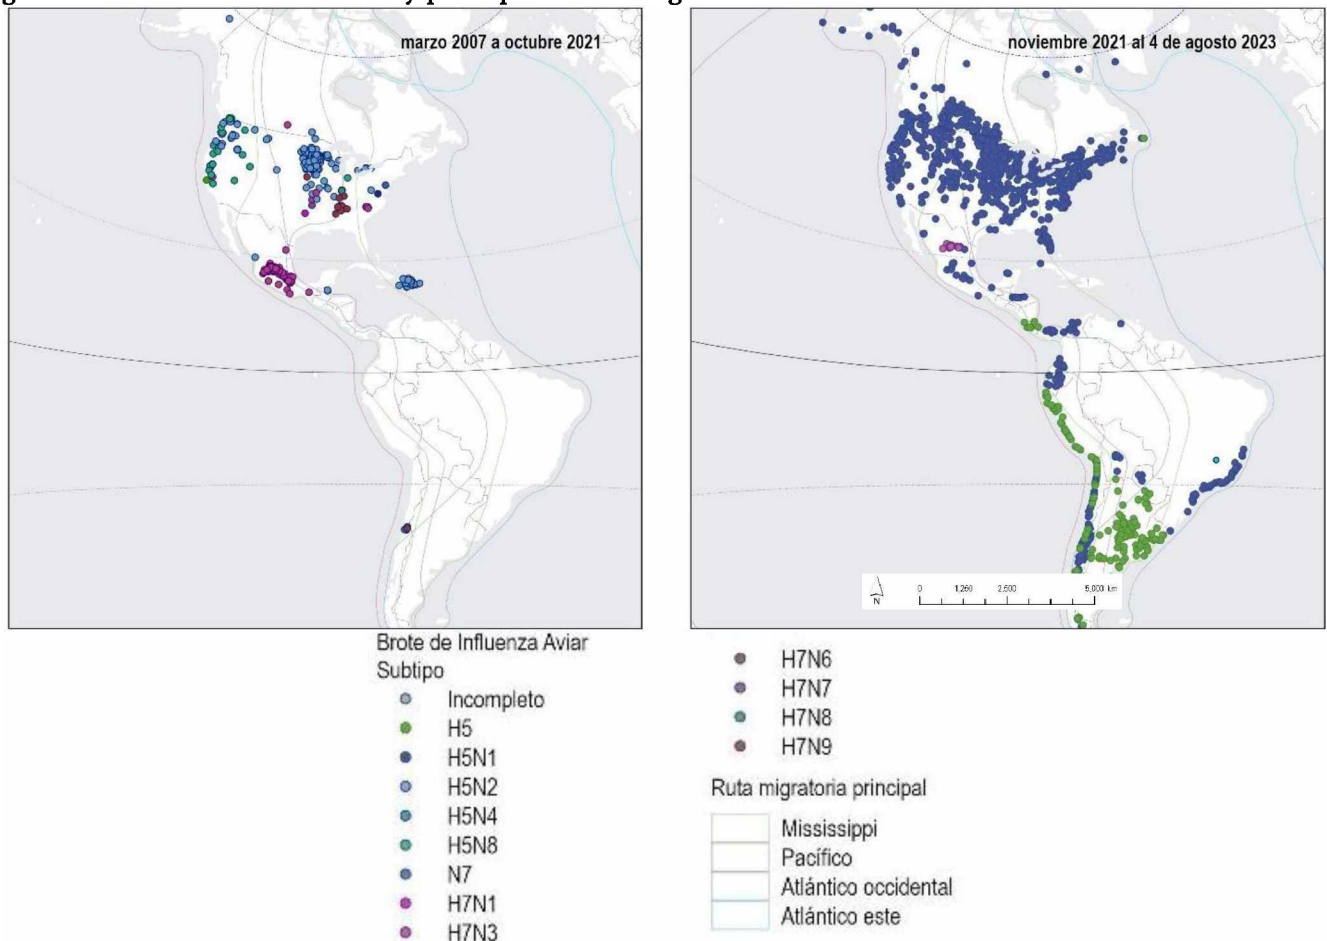 marzo 2007 a octubre 2021
noviembre 2021 al 4 de agosto 2023
N
0 1,260 2,500 5,000 km
Brote de Influenza Aviar
Subtipo
Incompleto
H5
H5N1
H5N2
H5N4
H5N8
N7
H7N1
H7N3
H7N6
H7N7
H7N8
H7N9
Ruta migratoria principal
Mississippi
Pacífico
Atlántico occidental
Atlántico este